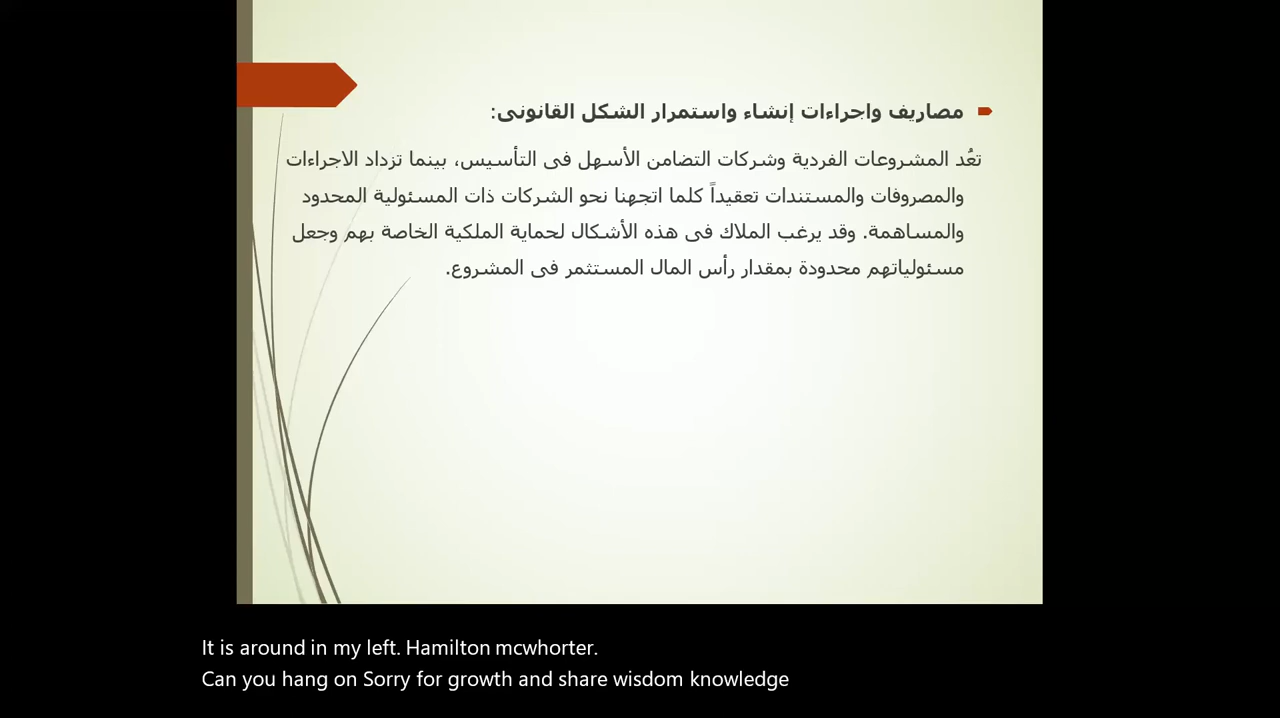 مصاريف واجراءات إنشاء واستمرار الشكل القانونى:
تعُد المشروعات الفردية وشركات التضامن الأسهل فى التأسيس، بينما تزداد الاجراءات
والمصروفات والمستندات تعقيداً كلما اتجهنا نحو الشركات ذات المسئولية المحدود
والمساهمة. وقد يرغب الملاك فى هذه الأشكال لحماية الملكية الخاصة بهم وجعل
مسئولياتهم محدودة بمقدار رأس المال المستثمر فى المشروع.
It is around in my left. Hamilton mcwhorter.
Can you hang on Sorry for growth and share wisdom knowledge